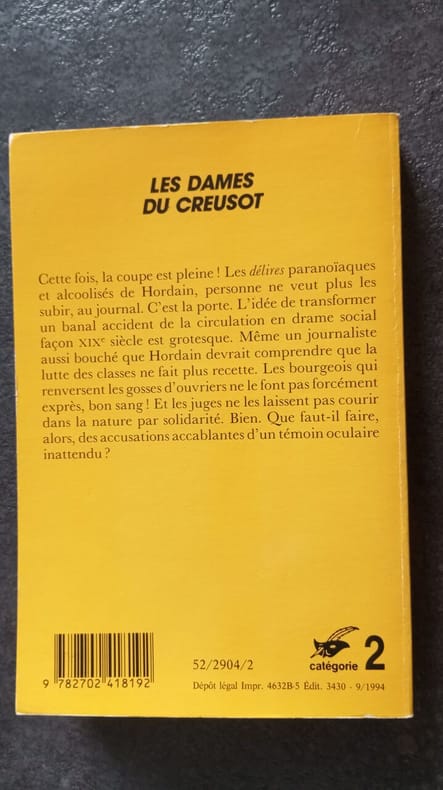 LES DAMES
DU CREUSOT
Cette fois, la coupe est pleine ! Les délires paranoïaques
et alcoolisés de Hordain, personne ne veut plus les
subir, au journal. C'est la porte. L'idée de transformer
un banal accident de la circulation en drame social
façon XIXe siècle est grotesque. Même un journaliste
aussi bouché que Hordain devrait comprendre que la
lutte des classes ne fait plus recette. Les bourgeois qui
renversent les gosses d'ouvriers ne le font pas forcément
exprès, bon sang ! Et les juges ne les laissent pas courir
dans la nature par solidarité. Bien. Que faut-il faire,
alors, des accusations accablantes d'un témoin oculaire
inattendu ?
9 782702 418192
52/2904/2
catégorie 2
Dépôt légal Impr. 4632B-5 Édit. 3430 - 9/1994